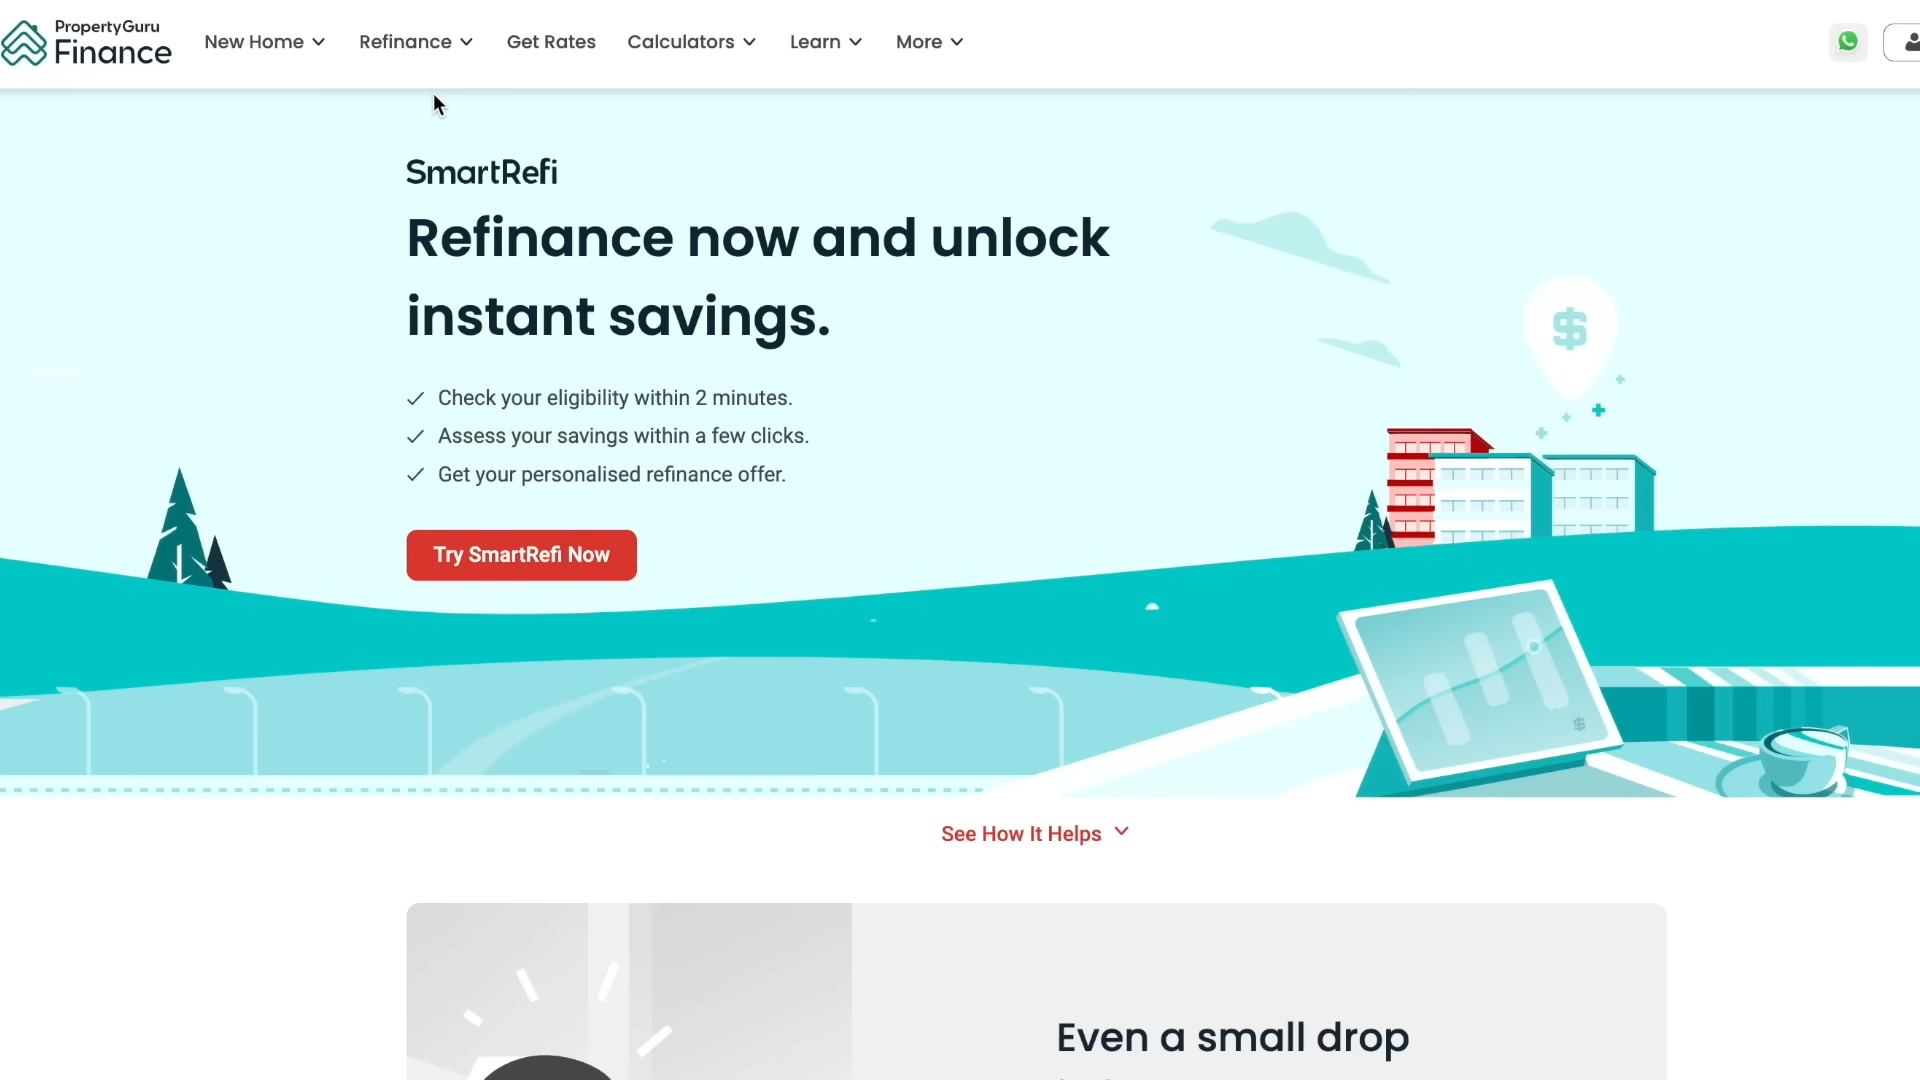 PropertyGuru
Finance
New Home
Refinance
Get Rates
Calculators
Learn
More
SmartRefi
Refinance now and unlock
instant savings.
Check your eligibility within 2 minutes.
Assess your savings within a few clicks.
Get your personalised refinance offer.
Try SmartRefi Now
$
$
See How It Helps
Even a small drop